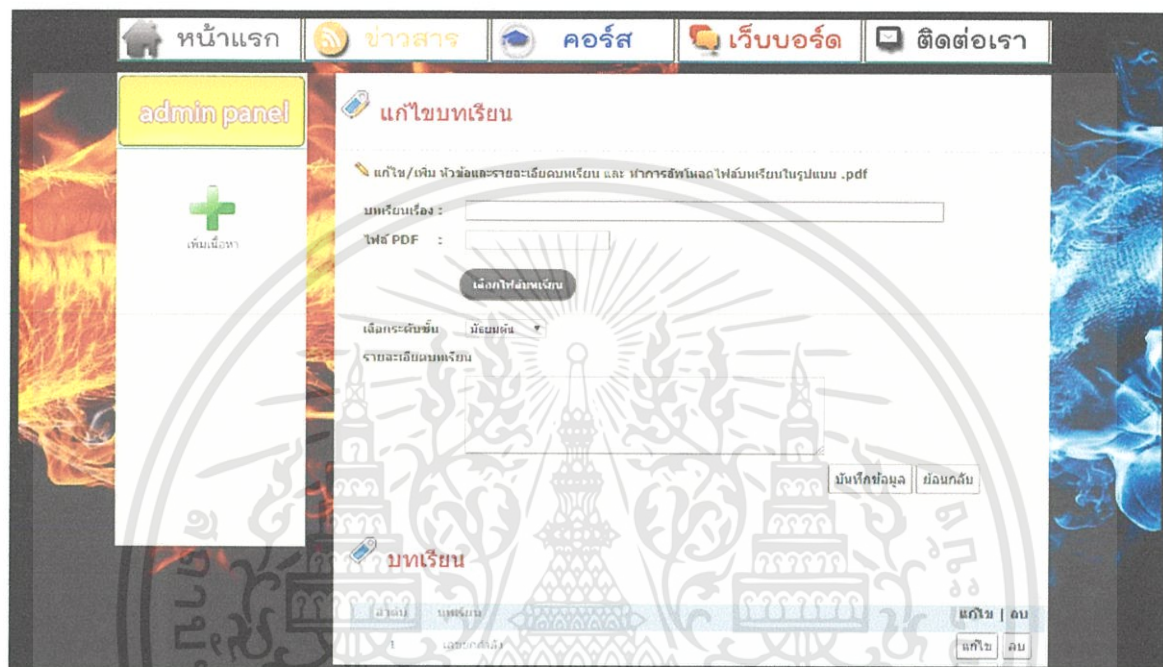 หน้าแรก ข่าวสาร คอร์ส เว็บบอร์ด ติดต่อเรา
admin panel
เพิ่มเนื้อหา
แก้ไขบทเรียน
แก้ไข/เพิ่ม หัวข้อและรายละเอียดบทเรียน และ ทำการอัพโหลดไฟล์บทเรียนในรูปแบบ .pdf
บทเรียนเรื่อง :
ไฟล์ PDF :
เลือกไฟล์บทเรียน
เลือกระดับชั้น มัธยมต้น
รายละเอียดบทเรียน
บันทึกข้อมูล ย้อนกลับ
บทเรียน
ลำดับ บทเรียน แก้ไข | ลบ
1 เลขยกกำลัง แก้ไข ลบ